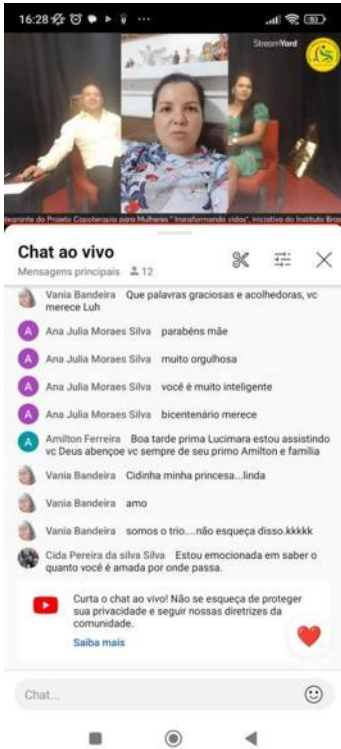 16:28
StreamYard
tegrante do Projeto Capoterapia para Mulheres "transformando vidas", iniciativa do Instituto Bras
Chat ao vivo
Mensagens principais 12
Vania Bandeira Que palavras graciosas e acolhedoras, vc
merece Luh
A Ana Julia Moraes Silva parabéns mãe
A Ana Julia Moraes Silva muito orgulhosa
A Ana Julia Moraes Silva você é muito inteligente
A Ana Julia Moraes Silva bicentenário merece
A Amilton Ferreira Boa tarde prima Lucimara estou assistindo
vc Deus abençoe vc sempre de seu primo Amilton e família
Vania Bandeira Cidinha minha princesa...linda
Vania Bandeira amo
Vania Bandeira somos o trio....não esqueça disso.kkkkk
Cida Pereira da silva Silva Estou emocionada em saber o
quanto você é amada por onde passa.
Curta o chat ao vivo! Não se esqueça de proteger
sua privacidade e seguir nossas diretrizes da
comunidade.
Saiba mais
Chat...